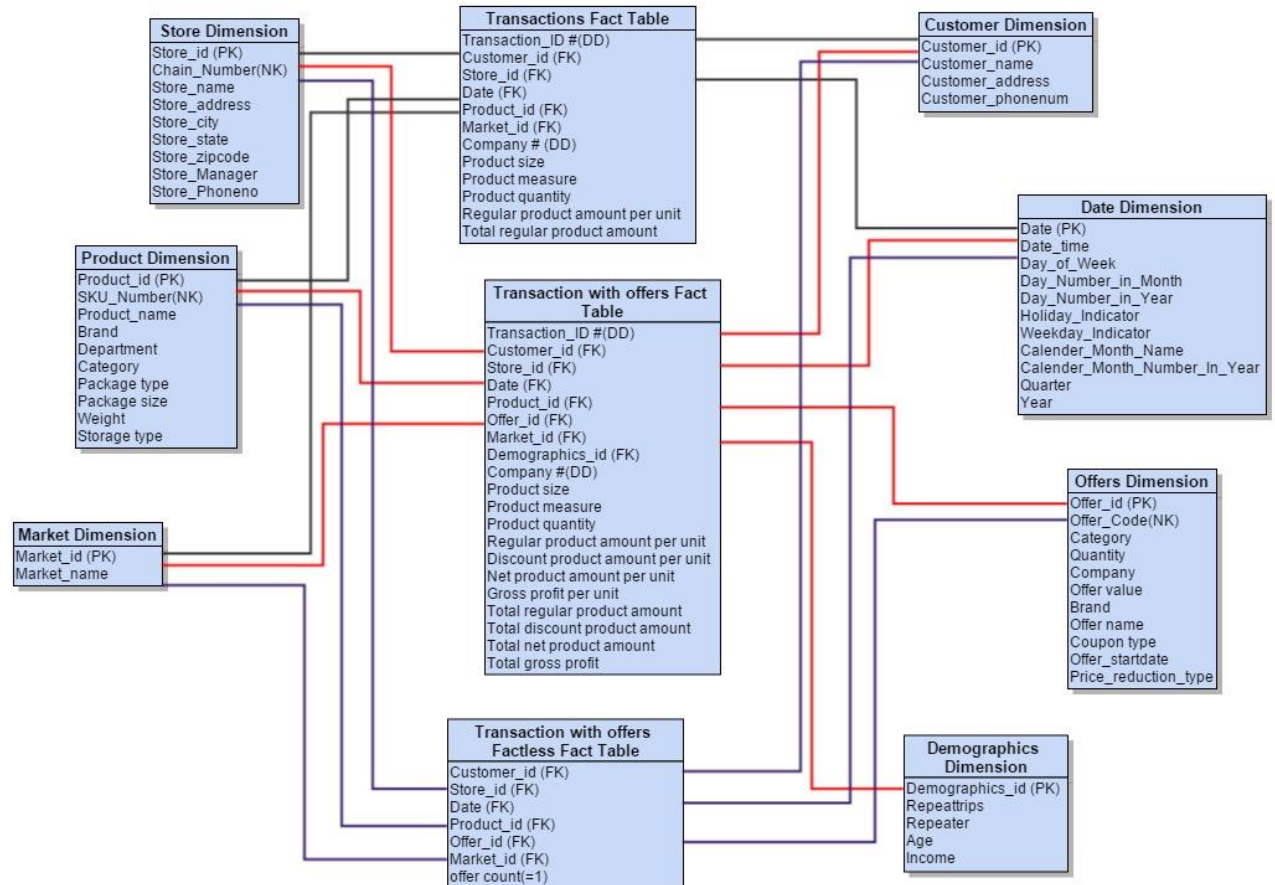 Store Dimension
Store_id (PK)
Chain_Number(NK)
Store_name
Store_address
Store_city
Store_state
Store_zipcode
Store_Manager
Store_Phoneno
Transactions Fact Table
Transaction_ID #(DD)
Customer_id (FK)
Store_id (FK)
Date (FK)
Product_id (FK)
Market_id (FK)
Company # (DD)
Product size
Product measure
Product quantity
Regular product amount per unit
Total regular product amount
Customer Dimension
Customer_id (PK)
Customer_name
Customer_address
Customer_phonenum
Product Dimension
Product_id (PK)
SKU_Number(NK)
Product_name
Brand
Department
Category
Package type
Package size
Weight
Storage type
Transaction with offers Fact
Table
Transaction_ID #(DD)
Customer_id (FK)
Store_id (FK)
Date (FK)
Product_id (FK)
Offer_id (FK)
Market_id (FK)
Demographics_id (FK)
Company #(DD)
Product size
Product measure
Product quantity
Regular product amount per unit
Discount product amount per unit
Net product amount per unit
Gross profit per unit
Total regular product amount
Total discount product amount
Total net product amount
Total gross profit
Date Dimension
Date (PK)
Date_time
Day_of_Week
Day_Number_in_Month
Day_Number_in_Year
Holiday_Indicator
Weekday_Indicator
Calender_Month_Name
Calender_Month_Number_In_Year
Quarter
Year
Market Dimension
Market_id (PK)
Market_name
Offers Dimension
Offer_id (PK)
Offer_Code(NK)
Category
Quantity
Company
Offer value
Brand
Offer name
Coupon type
Offer_startdate
Price_reduction_type
Transaction with offers
Factless Fact Table
Customer_id (FK)
Store_id (FK)
Date (FK)
Product_id (FK)
Offer_id (FK)
Market_id (FK)
offer count(=1)
Demographics
Dimension
Demographics_id (PK)
Repeattrips
Repeater
Age
Income